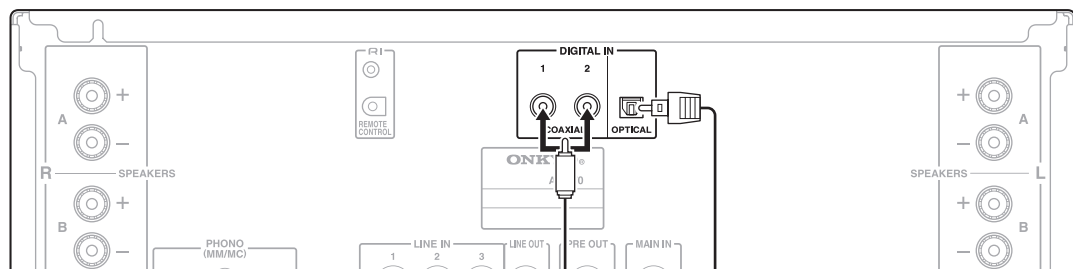 RI
REMOTE
CONTROL
DIGITAL IN
1 2
COAXIAL OPTICAL
A + −
R SPEAKERS
B + −
SPEAKERS L
+ − A
+ − B
PHONO
(MM/MC)
LINE IN
1 2 3
LINE OUT
PRE OUT
MAIN IN